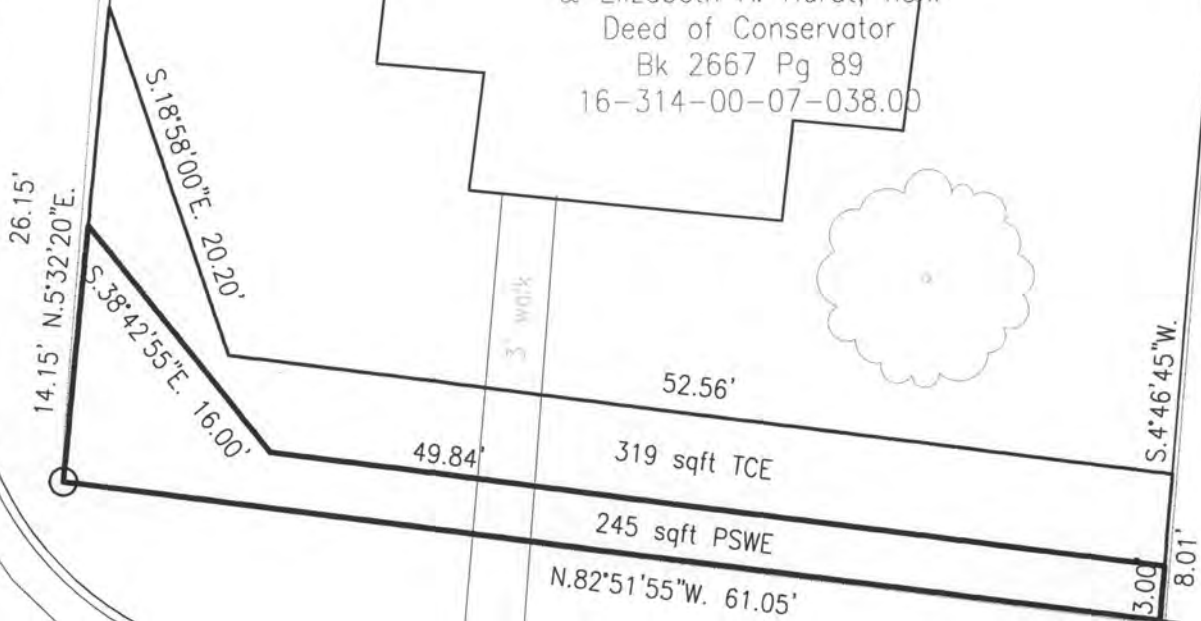 Deed of Conservator
Bk 2667 Pg 89
16-314-00-07-038.00
S.18°58'00"E. 20.20'
26.15'
14.15' N.5°32'20"E.
S.38°42'55"E. 16.00'
3' walk
52.56'
49.84'
319 sqft TCE
245 sqft PSWE
N.82°51'55"W. 61.05'
S.4°46'45"W.
3.00'
8.01'